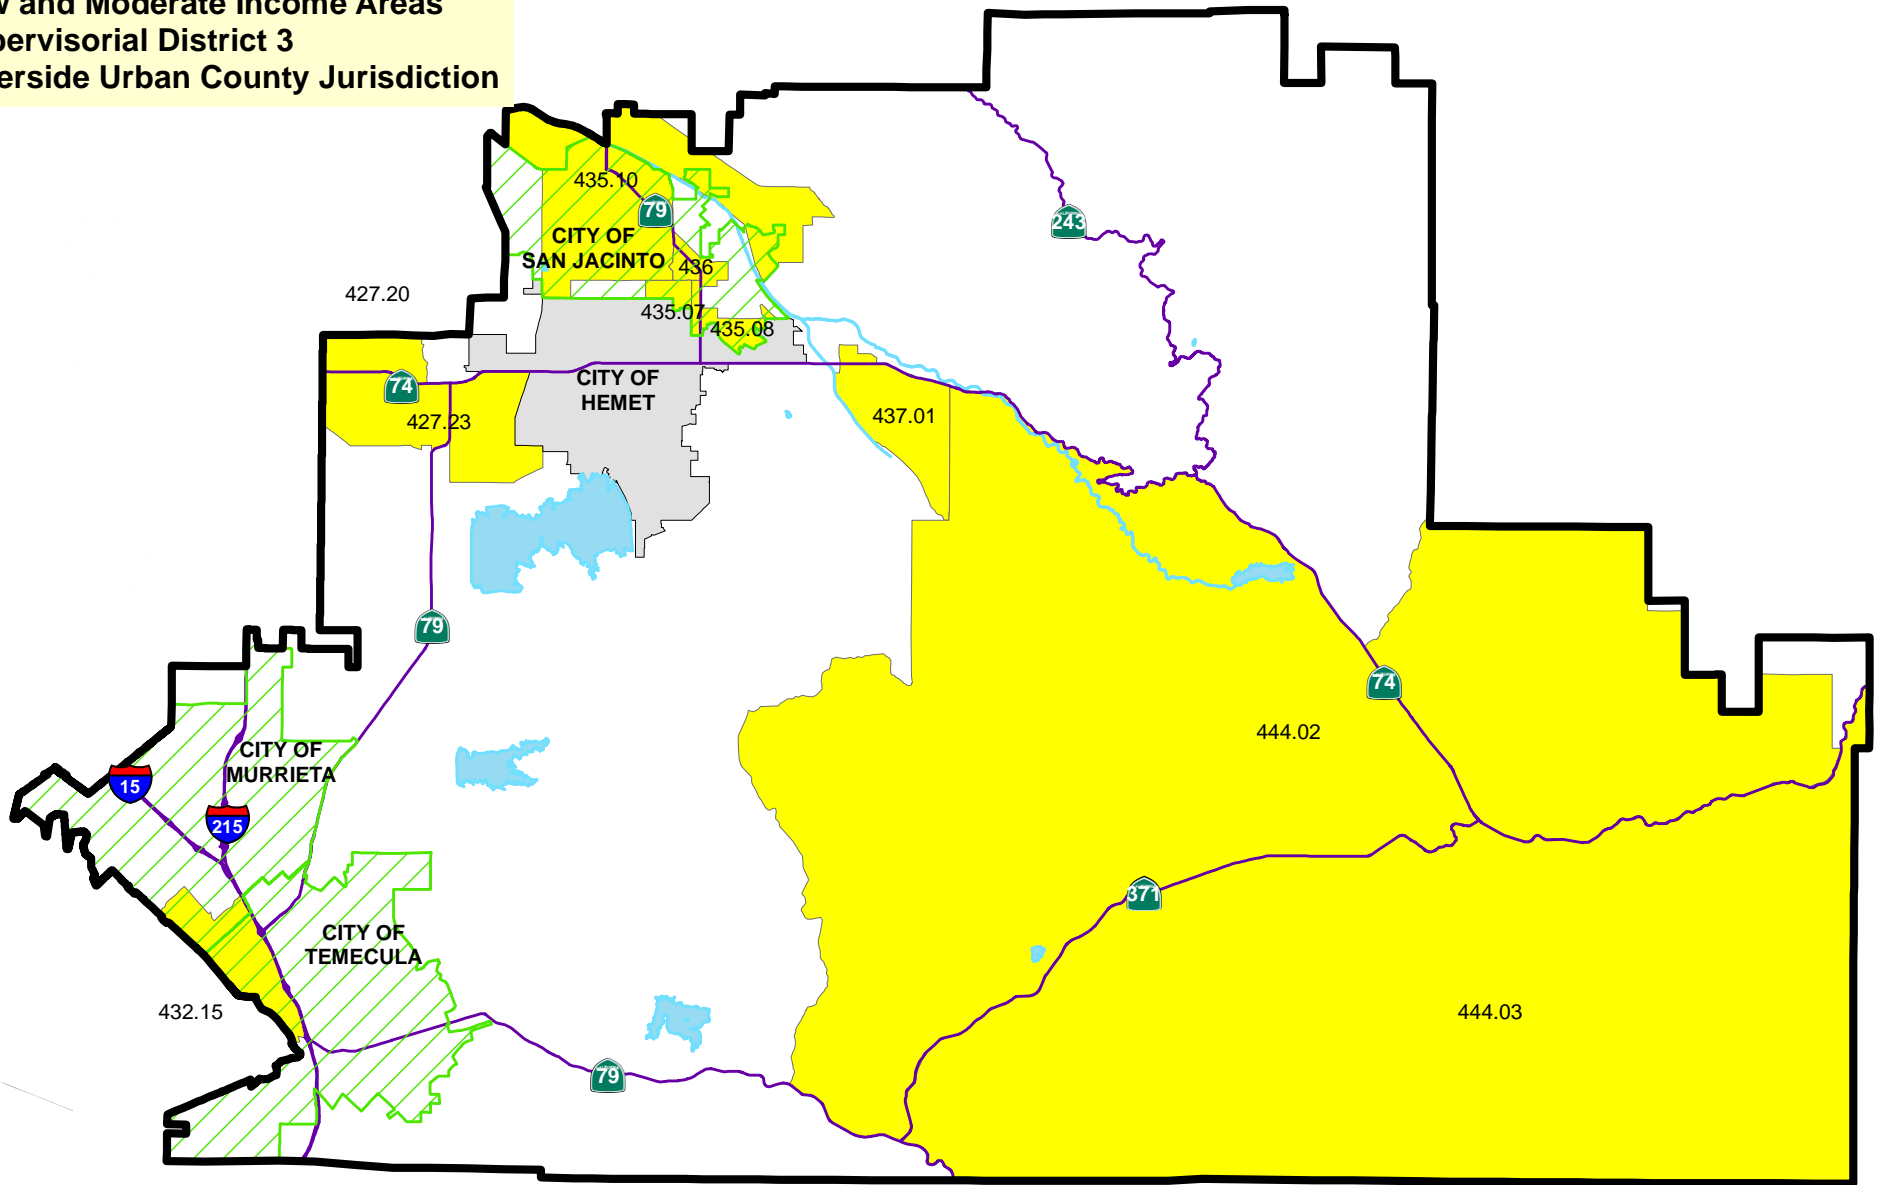 and Moderate Income Areas
District 3
Urban County Jurisdiction
435.10
79
243
CITY OF
SAN JACINTO
436
427.20
435.07
435.08
74
CITY OF
HEMET
427.23
437.01
79
74
444.02
CITY OF
MURRIETA
15
215
371
CITY OF
TEMECULA
432.15
444.03
79